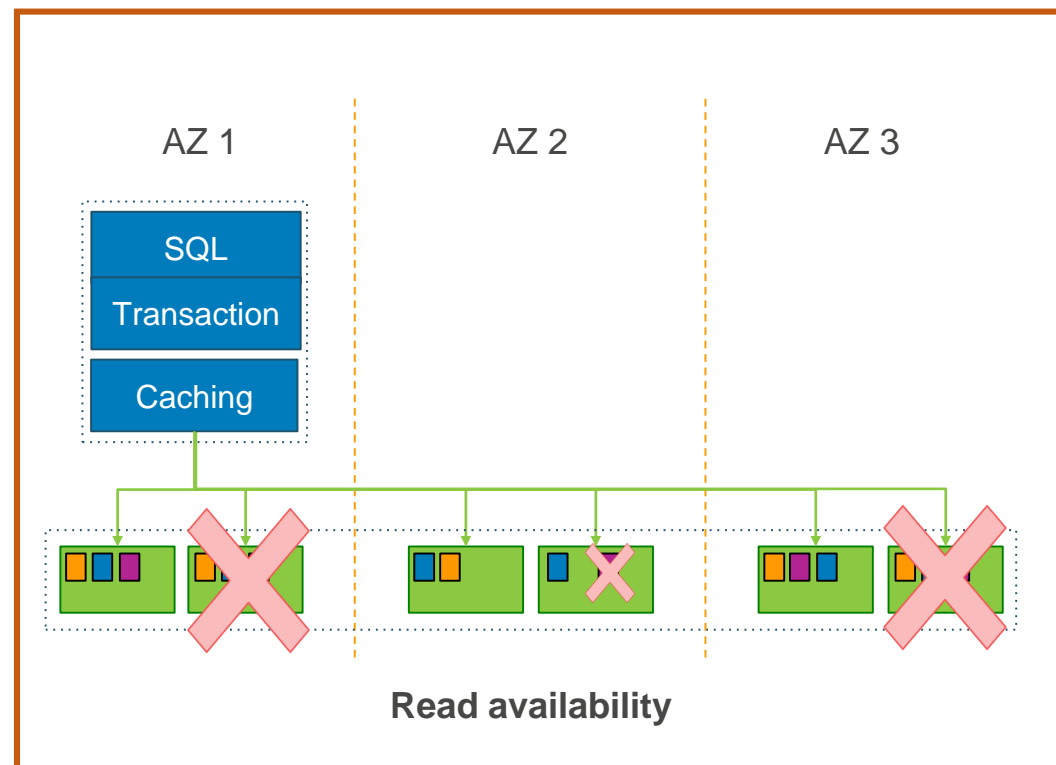 AZ 1
AZ 2
AZ 3
SQL
Transaction
Caching
Read availability